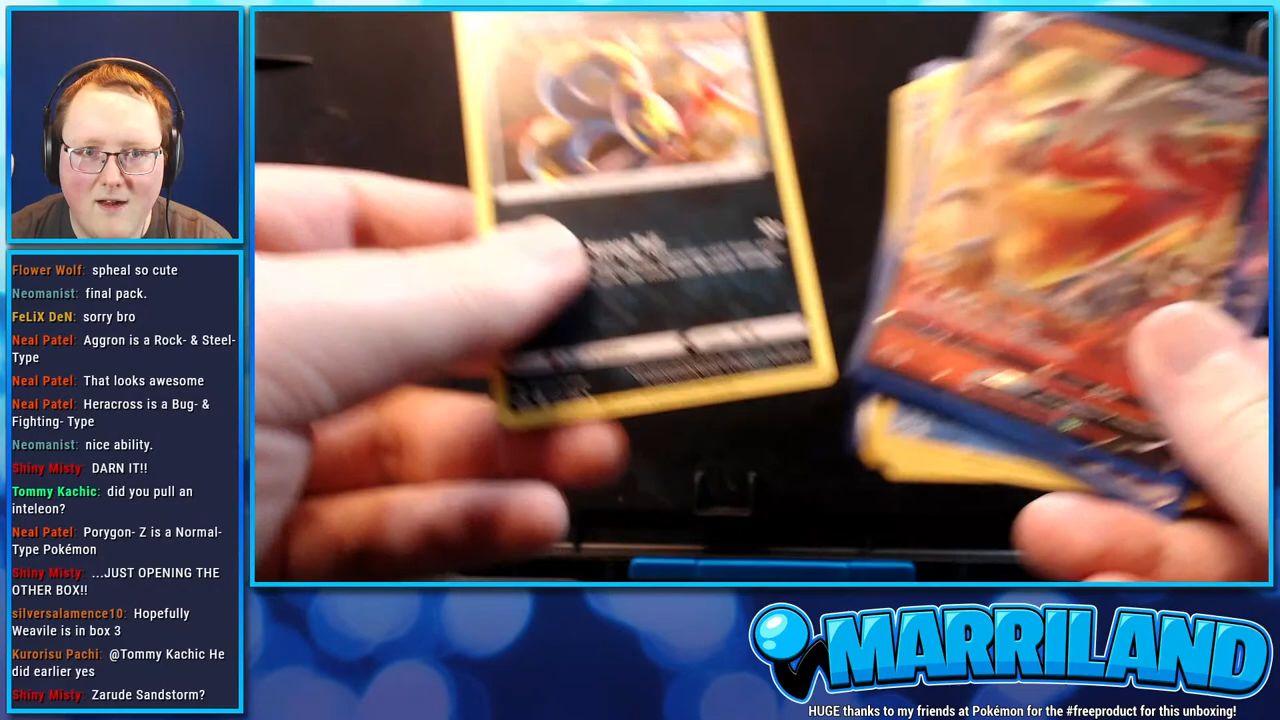 Flower Wolf: spheal so cute
Neomanist: final pack.
FeLiX DeN: sorry bro
Neal Patel: Aggron is a Rock- & Steel-
Type
Neal Patel: That looks awesome
Neal Patel: Heracross is a Bug- &
Fighting- Type
Neomanist: nice ability.
Shiny Misty: DARN IT!!
Tommy Kachic: did you pull an
inteleon?
Neal Patel: Porygon- Z is a Normal-
Type Pokémon
Shiny Misty: ...JUST OPENING THE
OTHER BOX!!
silversalamence10: Hopefully
Weavile is in box 3
Kurorisu Pachi: @Tommy Kachic He
did earlier yes
Shiny Misty: Zarude Sandstorm?
MARRILAND
HUGE thanks to my friends at Pokémon for the #freeproduct for this unboxing!